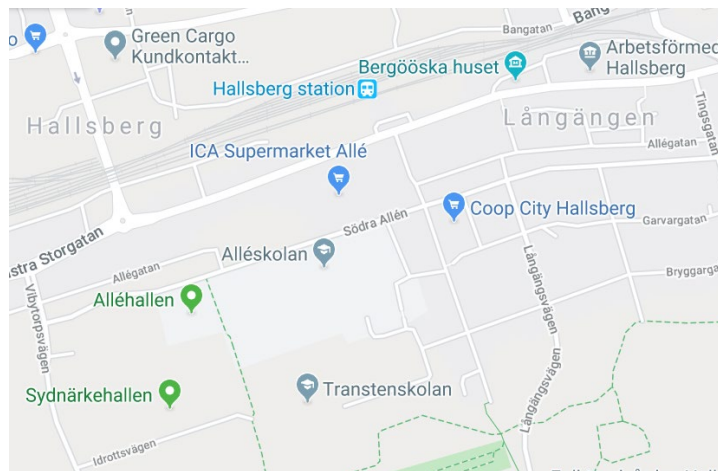 Bangatan
Bang
o
Green Cargo
Kundkontakt...
Arbetsförmed
Hallsberg
Bergööska huset
Hallsberg station
Tingsgatan
Hallsberg
Långängen
Allégatan
ICA Supermarket Allé
Coop City Hallsberg
Garvargatan
Södra Allén
stra Storgatan
Alléskolan
Allégatan
Långängsvägen
Bryggarga
Vibytorpsvägen
Alléhallen
Sydnärkehallen
Transtenskolan
Långängsvägen
Idrottsvägen